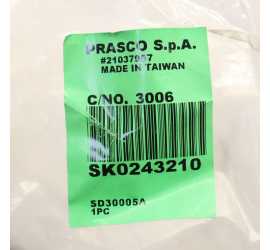 PRASCO S.p.A.
#21037987
MADE IN TAIWAN
C/NO. 3006
SK0243210
SD30005A
1PC